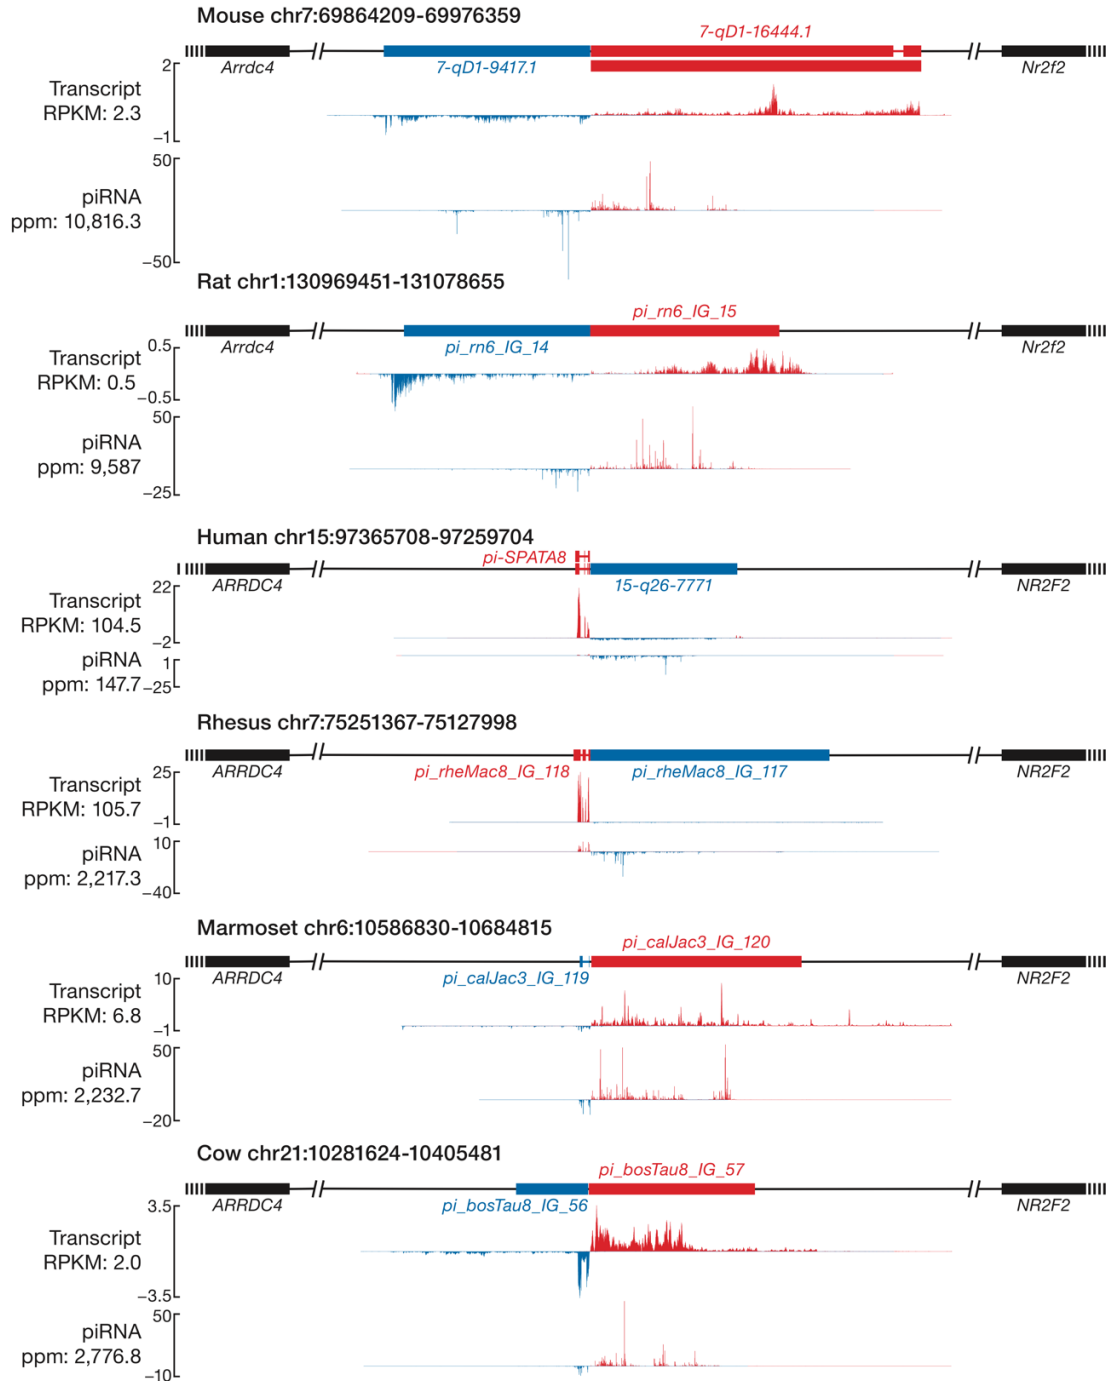 Mouse chr7:69864209-69976359
7-qD1-16444.1
Arrdc4
7-qD1-9417.1
Nr2f2
2
Transcript
RPKM: 2.3
−1
50
piRNA
ppm: 10,816.3
−50
Rat chr1:130969451-131078655
pi_rn6_IG_15
Arrdc4
pi_rn6_IG_14
Nr2f2
0.5
Transcript
RPKM: 0.5
−0.5
50
piRNA
ppm: 9,587
−25
Human chr15:97365708-97259704
pi-SPATA8
ARRDC4
15-q26-7771
NR2F2
22
Transcript
RPKM: 104.5
−2
piRNA
1
ppm: 147.7
−25
Rhesus chr7:75251367-75127998
ARRDC4
pi_rheMac8_IG_118
pi_rheMac8_IG_117
NR2F2
25
Transcript
RPKM: 105.7
−1
10
piRNA
ppm: 2,217.3
−40
Marmoset chr6:10586830-10684815
pi_calJac3_IG_120
ARRDC4
pi_calJac3_IG_119
NR2F2
10
Transcript
RPKM: 6.8
−1
50
piRNA
ppm: 2,232.7
−20
Cow chr21:10281624-10405481
pi_bosTau8_IG_57
ARRDC4
pi_bosTau8_IG_56
NR2F2
3.5
Transcript
RPKM: 2.0
−3.5
50
piRNA
ppm: 2,776.8
−10